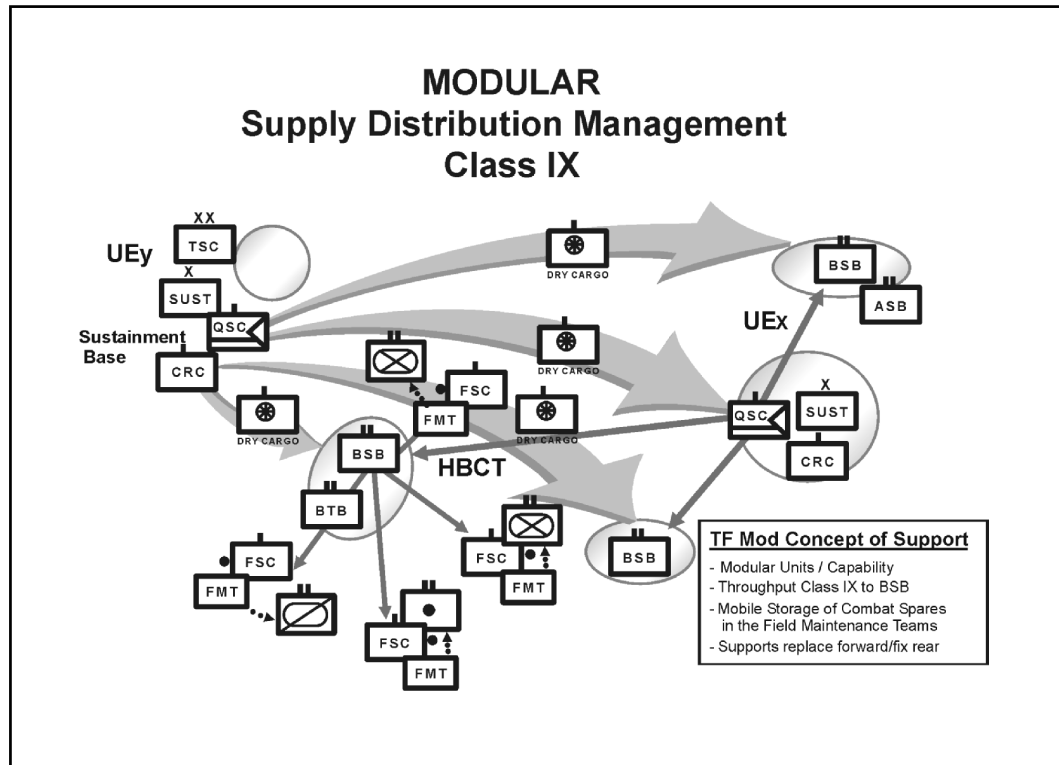 MODULAR
Supply Distribution Management
Class IX
XX
UEy
TSC
X
SUST
QSC
Sustainment
Base
CRC
DRY CARGO
DRY CARGO
DRY CARGO
DRY CARGO
BSB
ASB
UEx
X
QSC
SUST
CRC
FSC
FMT
BSB
HBCT
BTB
FSC
FMT
FSC
FMT
FSC
FMT
BSB
TF Mod Concept of Support
- Modular Units / Capability
- Throughput Class IX to BSB
- Mobile Storage of Combat Spares
in the Field Maintenance Teams
- Supports replace forward/fix rear